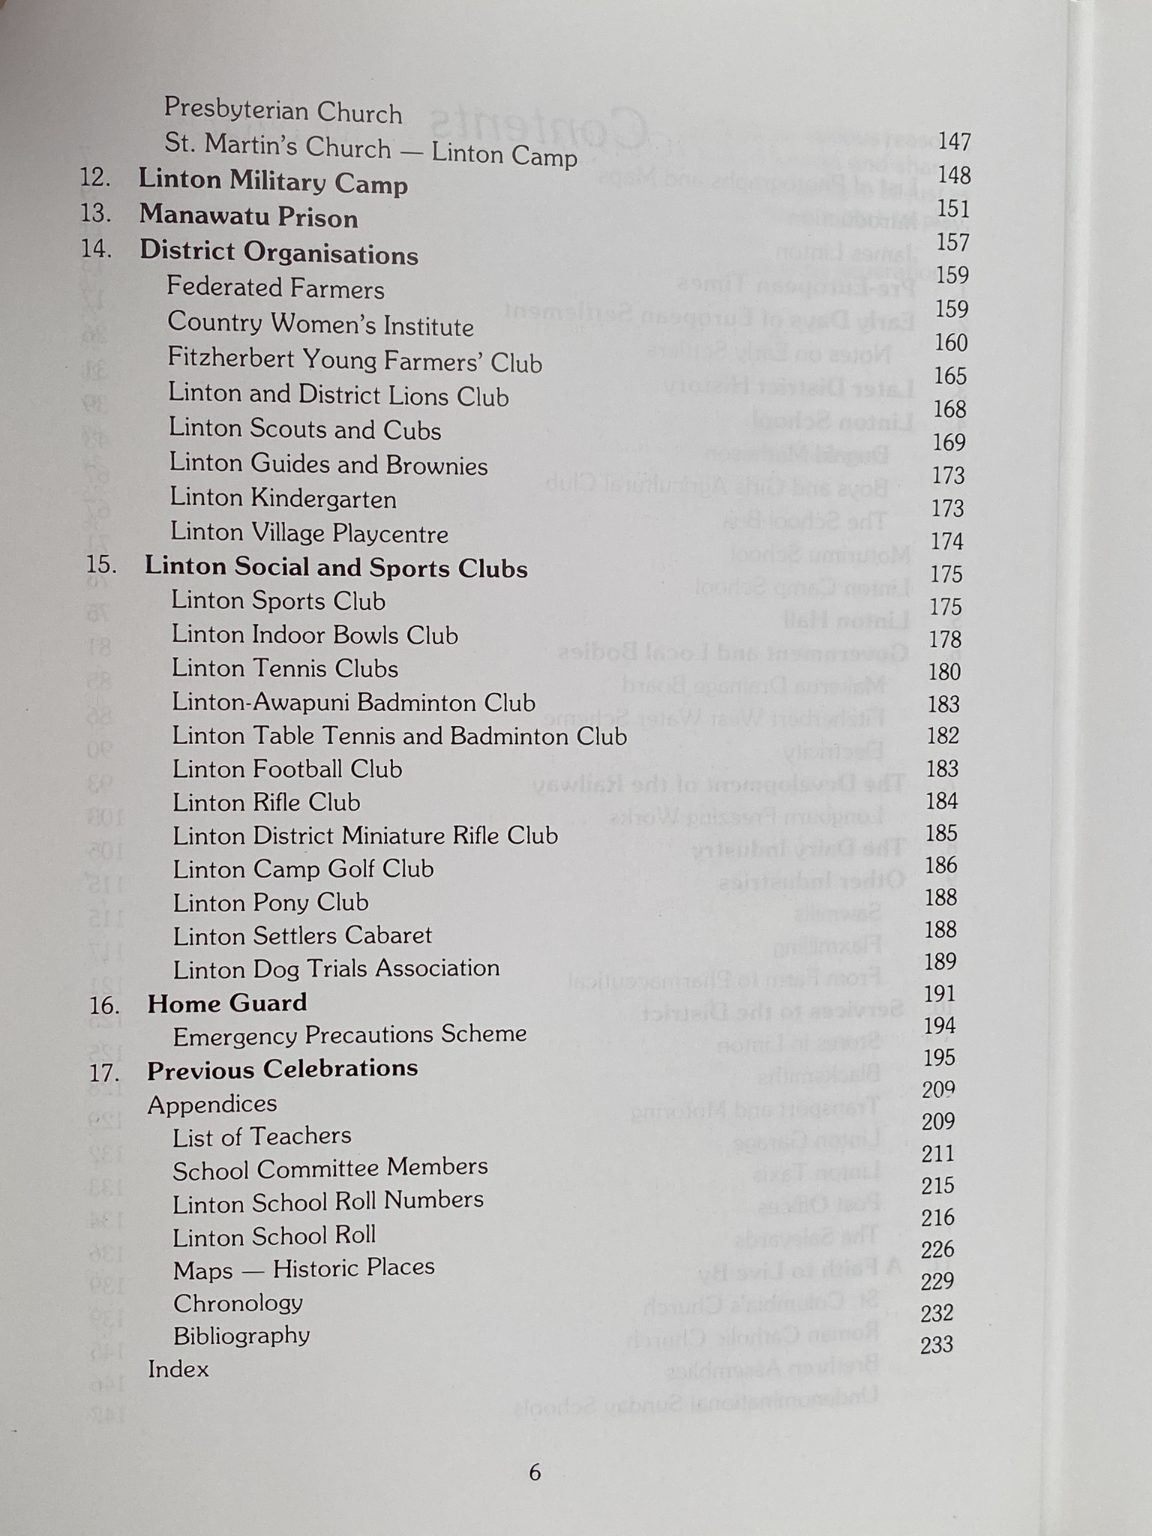 Presbyterian Church 147
St. Martin's Church — Linton Camp 148
12. Linton Military Camp 151
13. Manawatu Prison 157
14. District Organisations 159
Federated Farmers 159
Country Women's Institute 160
Fitzherbert Young Farmers' Club 165
Linton and District Lions Club 168
Linton Scouts and Cubs 169
Linton Guides and Brownies 173
Linton Kindergarten 173
Linton Village Playcentre 174
15. Linton Social and Sports Clubs 175
Linton Sports Club 175
Linton Indoor Bowls Club 178
Linton Tennis Clubs 180
Linton-Awapuni Badminton Club 183
Linton Table Tennis and Badminton Club 182
Linton Football Club 183
Linton Rifle Club 184
Linton District Miniature Rifle Club 185
Linton Camp Golf Club 186
Linton Pony Club 188
Linton Settlers Cabaret 188
Linton Dog Trials Association 189
16. Home Guard 191
Emergency Precautions Scheme 194
17. Previous Celebrations 195
Appendices 209
List of Teachers 209
School Committee Members 211
Linton School Roll Numbers 215
Linton School Roll 216
Maps — Historic Places 226
Chronology 229
Bibliography 232
Index 233
6